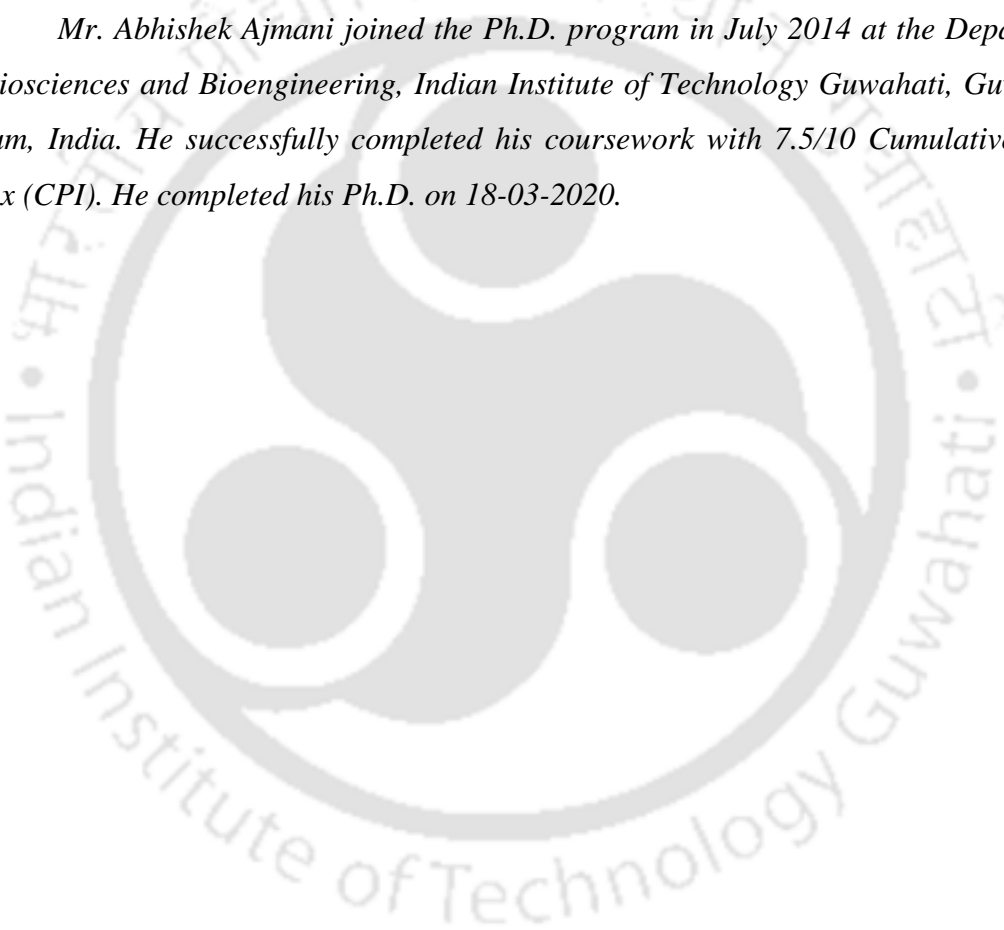 Mr. Abhishek Ajmani joined the Ph.D. program in July 2014 at the Depa
iosciences and Bioengineering, Indian Institute of Technology Guwahati, Gu
am, India. He successfully completed his coursework with 7.5/10 Cumulative
x (CPI). He completed his Ph.D. on 18-03-2020.
Indian Institute of Technology Guwahati